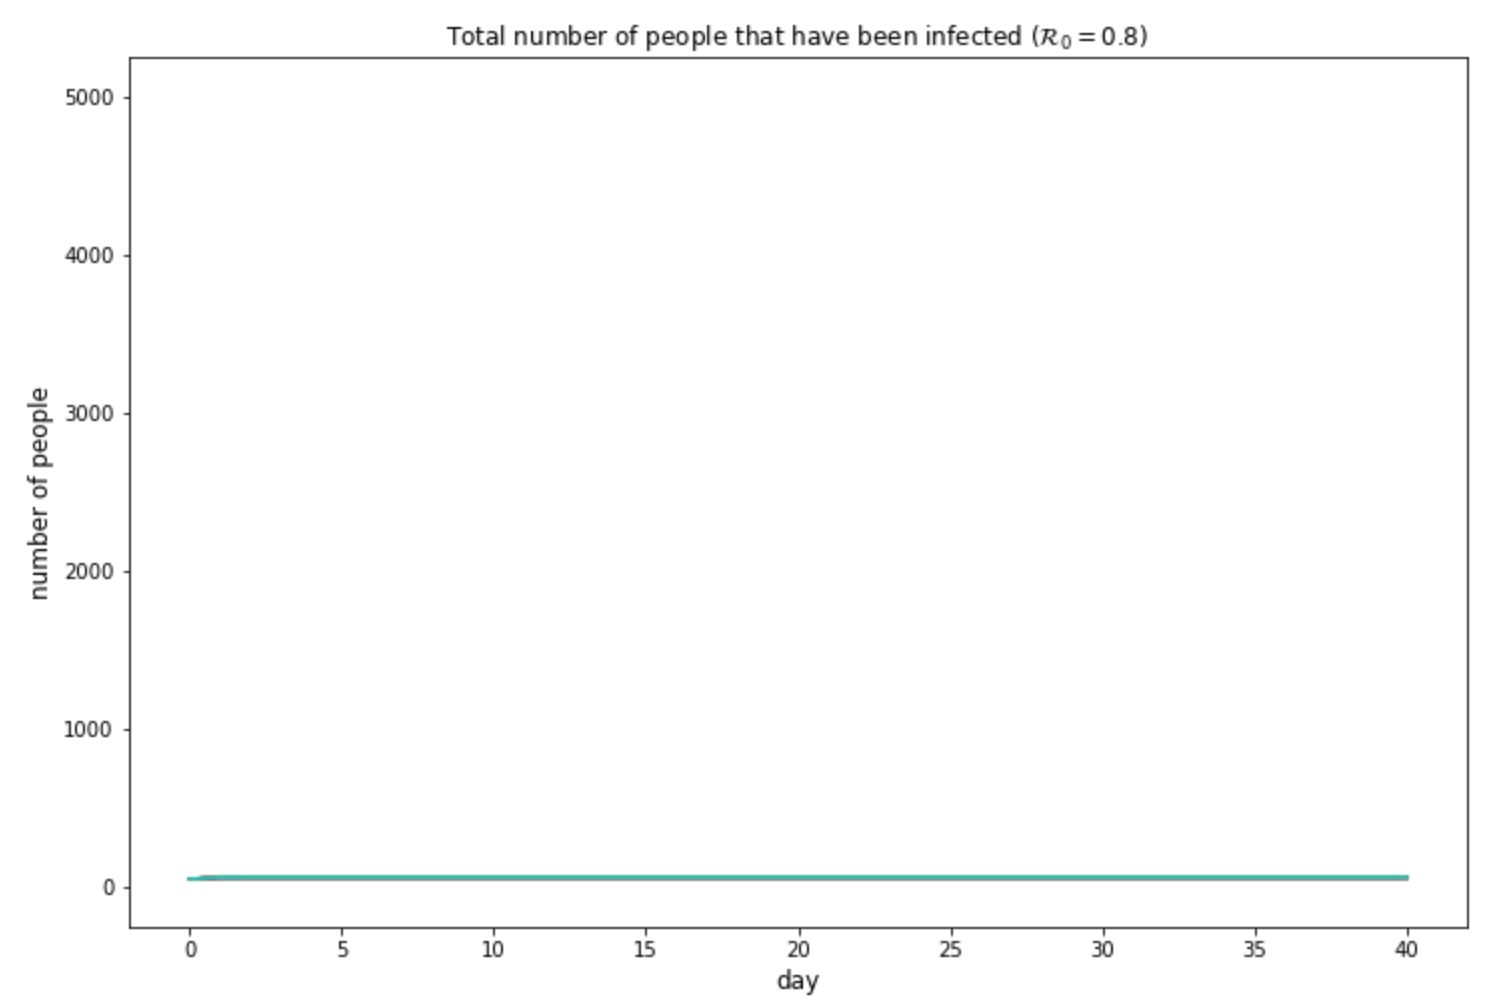 Total number of people that have been infected (ℛ₀ = 0.8)
5000
4000
3000
2000
1000
0
number of people
0 5 10 15 20 25 30 35 40
day